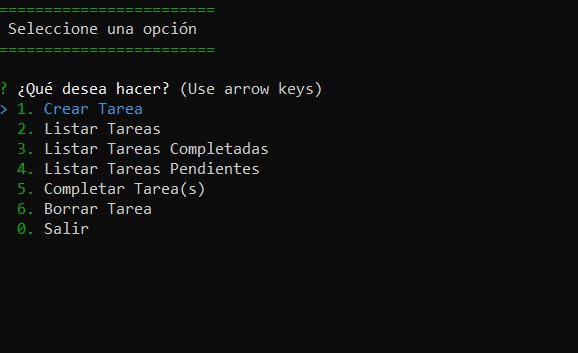 ========================
Seleccione una opción
========================
? ¿Qué desea hacer? (Use arrow keys)
> 1. Crear Tarea
2. Listar Tareas
3. Listar Tareas Completadas
4. Listar Tareas Pendientes
5. Completar Tarea(s)
6. Borrar Tarea
0. Salir